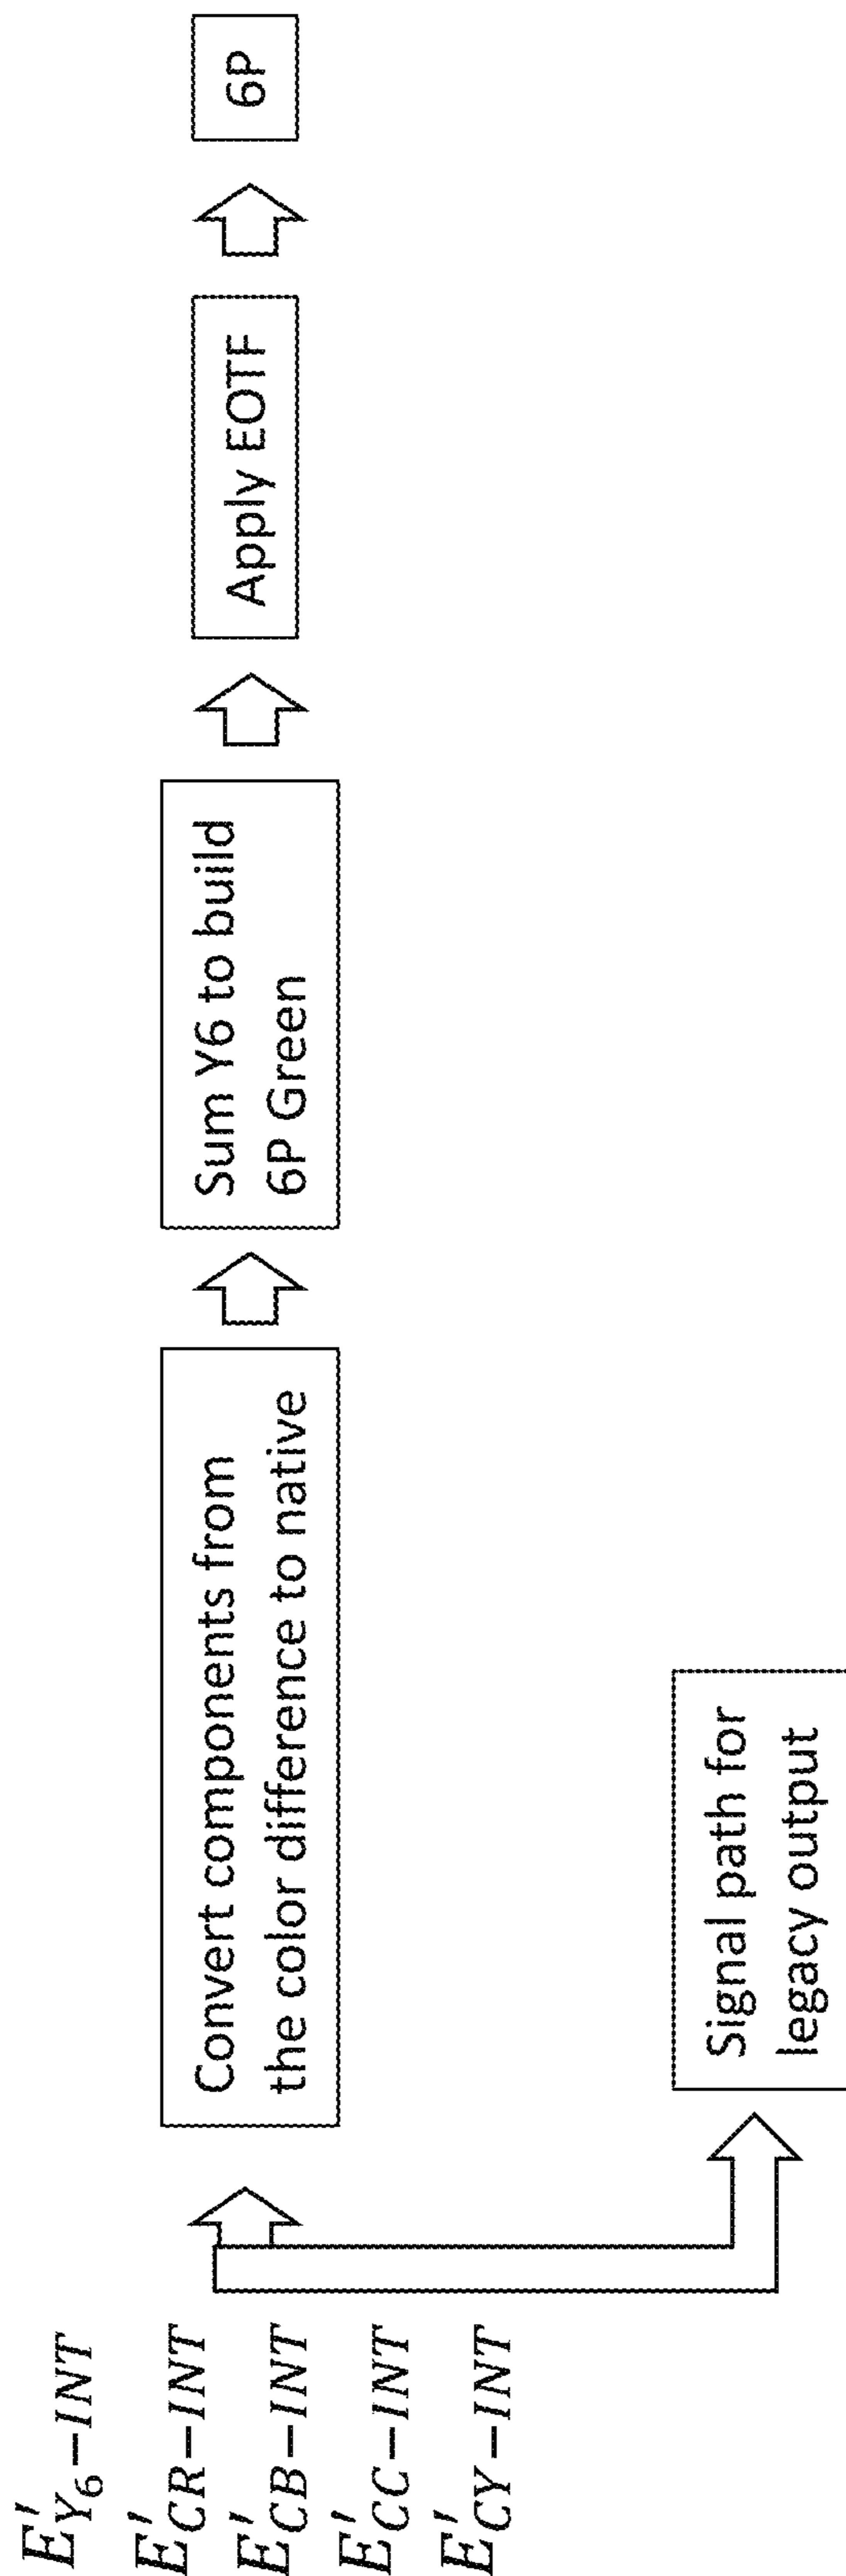 E′Y₆−INT
E′CR−INT
E′CB−INT
E′CC−INT
E′CY−INT
Convert components from
the color difference to native
Sum Y6 to build
6P Green
Apply EOTF
6P
Signal path for
legacy output